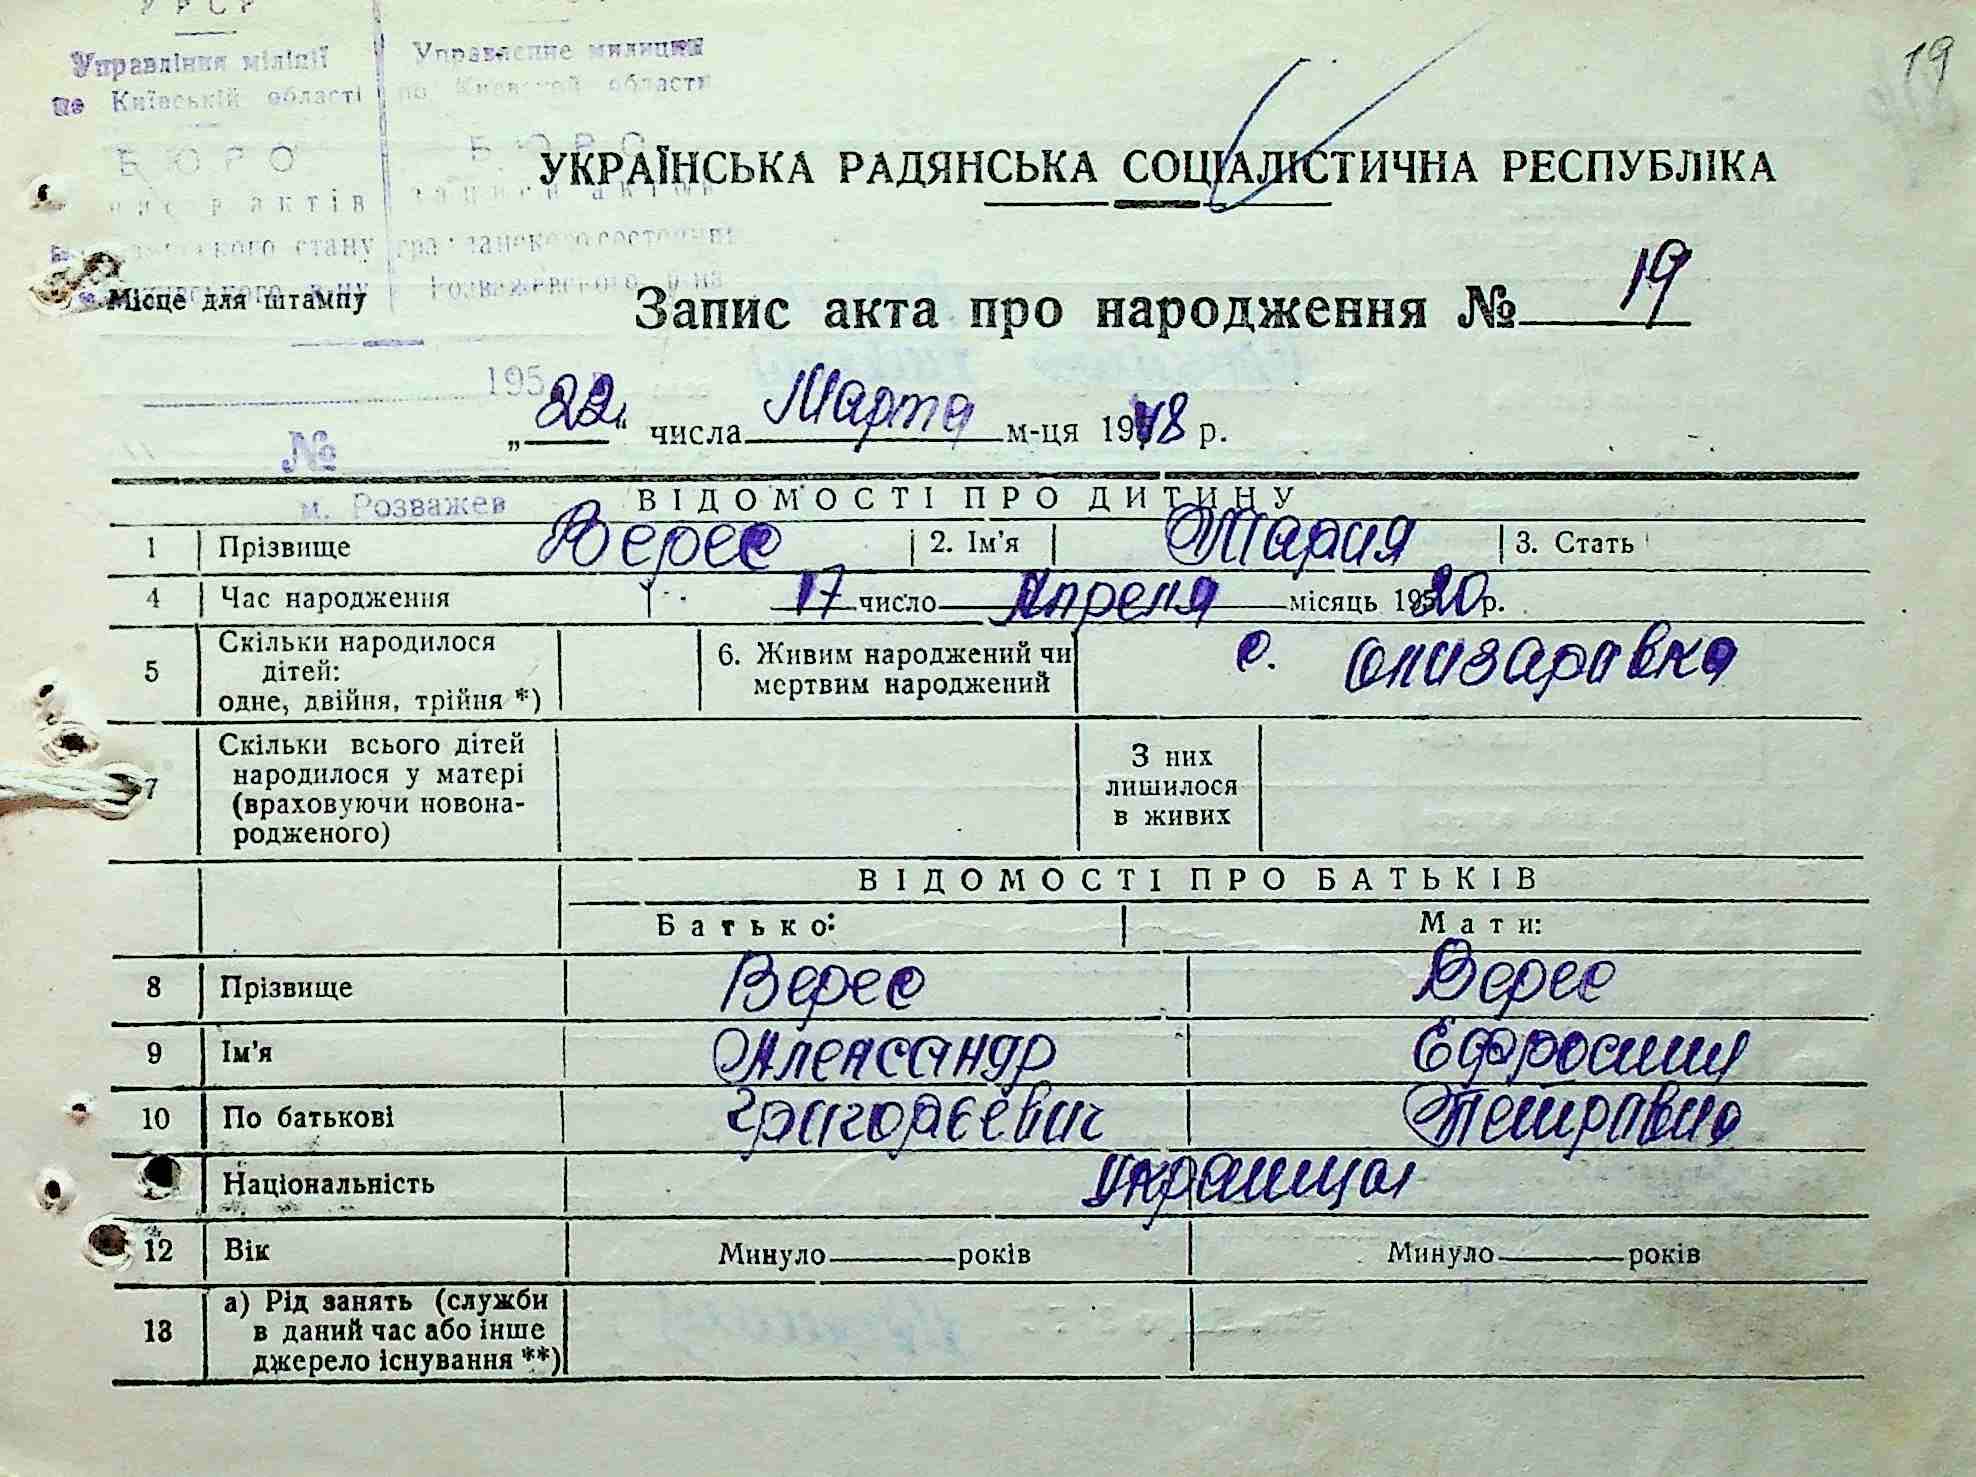 19
Управління міліції
по Київській області
БЮРО
актів
стану
Управление милиции
по Киевской области
БЮРО
записи актов
гражданского состояния
Розважевского р-на
УКРАЇНСЬКА РАДЯНСЬКА СОЦІАЛІСТИЧНА РЕСПУБЛІКА
Місце для штампу
Запис акта про народження № 19
195
„22“ числа Марта м-ця 1948 р.
№
м. Розважев
ВІДОМОСТІ ПРО ДИТИНУ
1 Прізвище Верес 2. Ім'я Мария 3. Стать
4 Час народження 17 число Апреля місяць 1920 р.
5 Скільки народилося
дітей:
одне, двійня, трійня *)
6. Живим народжений чи
мертвим народжений
с. Олизаровка
7 Скільки всього дітей
народилося у матері
(враховуючи новона-
родженого)
З них
лишилося
в живих
ВІДОМОСТІ ПРО БАТЬКІВ
Батько: Мати:
8 Прізвище Верес Верес
9 Ім'я Александр Ефросиния
10 По батькові Григорьевич Петровна
Національність Украинцы
12 Вік Минуло років Минуло років
13 а) Рід занять (служби
в даний час або інше
джерело існування **)